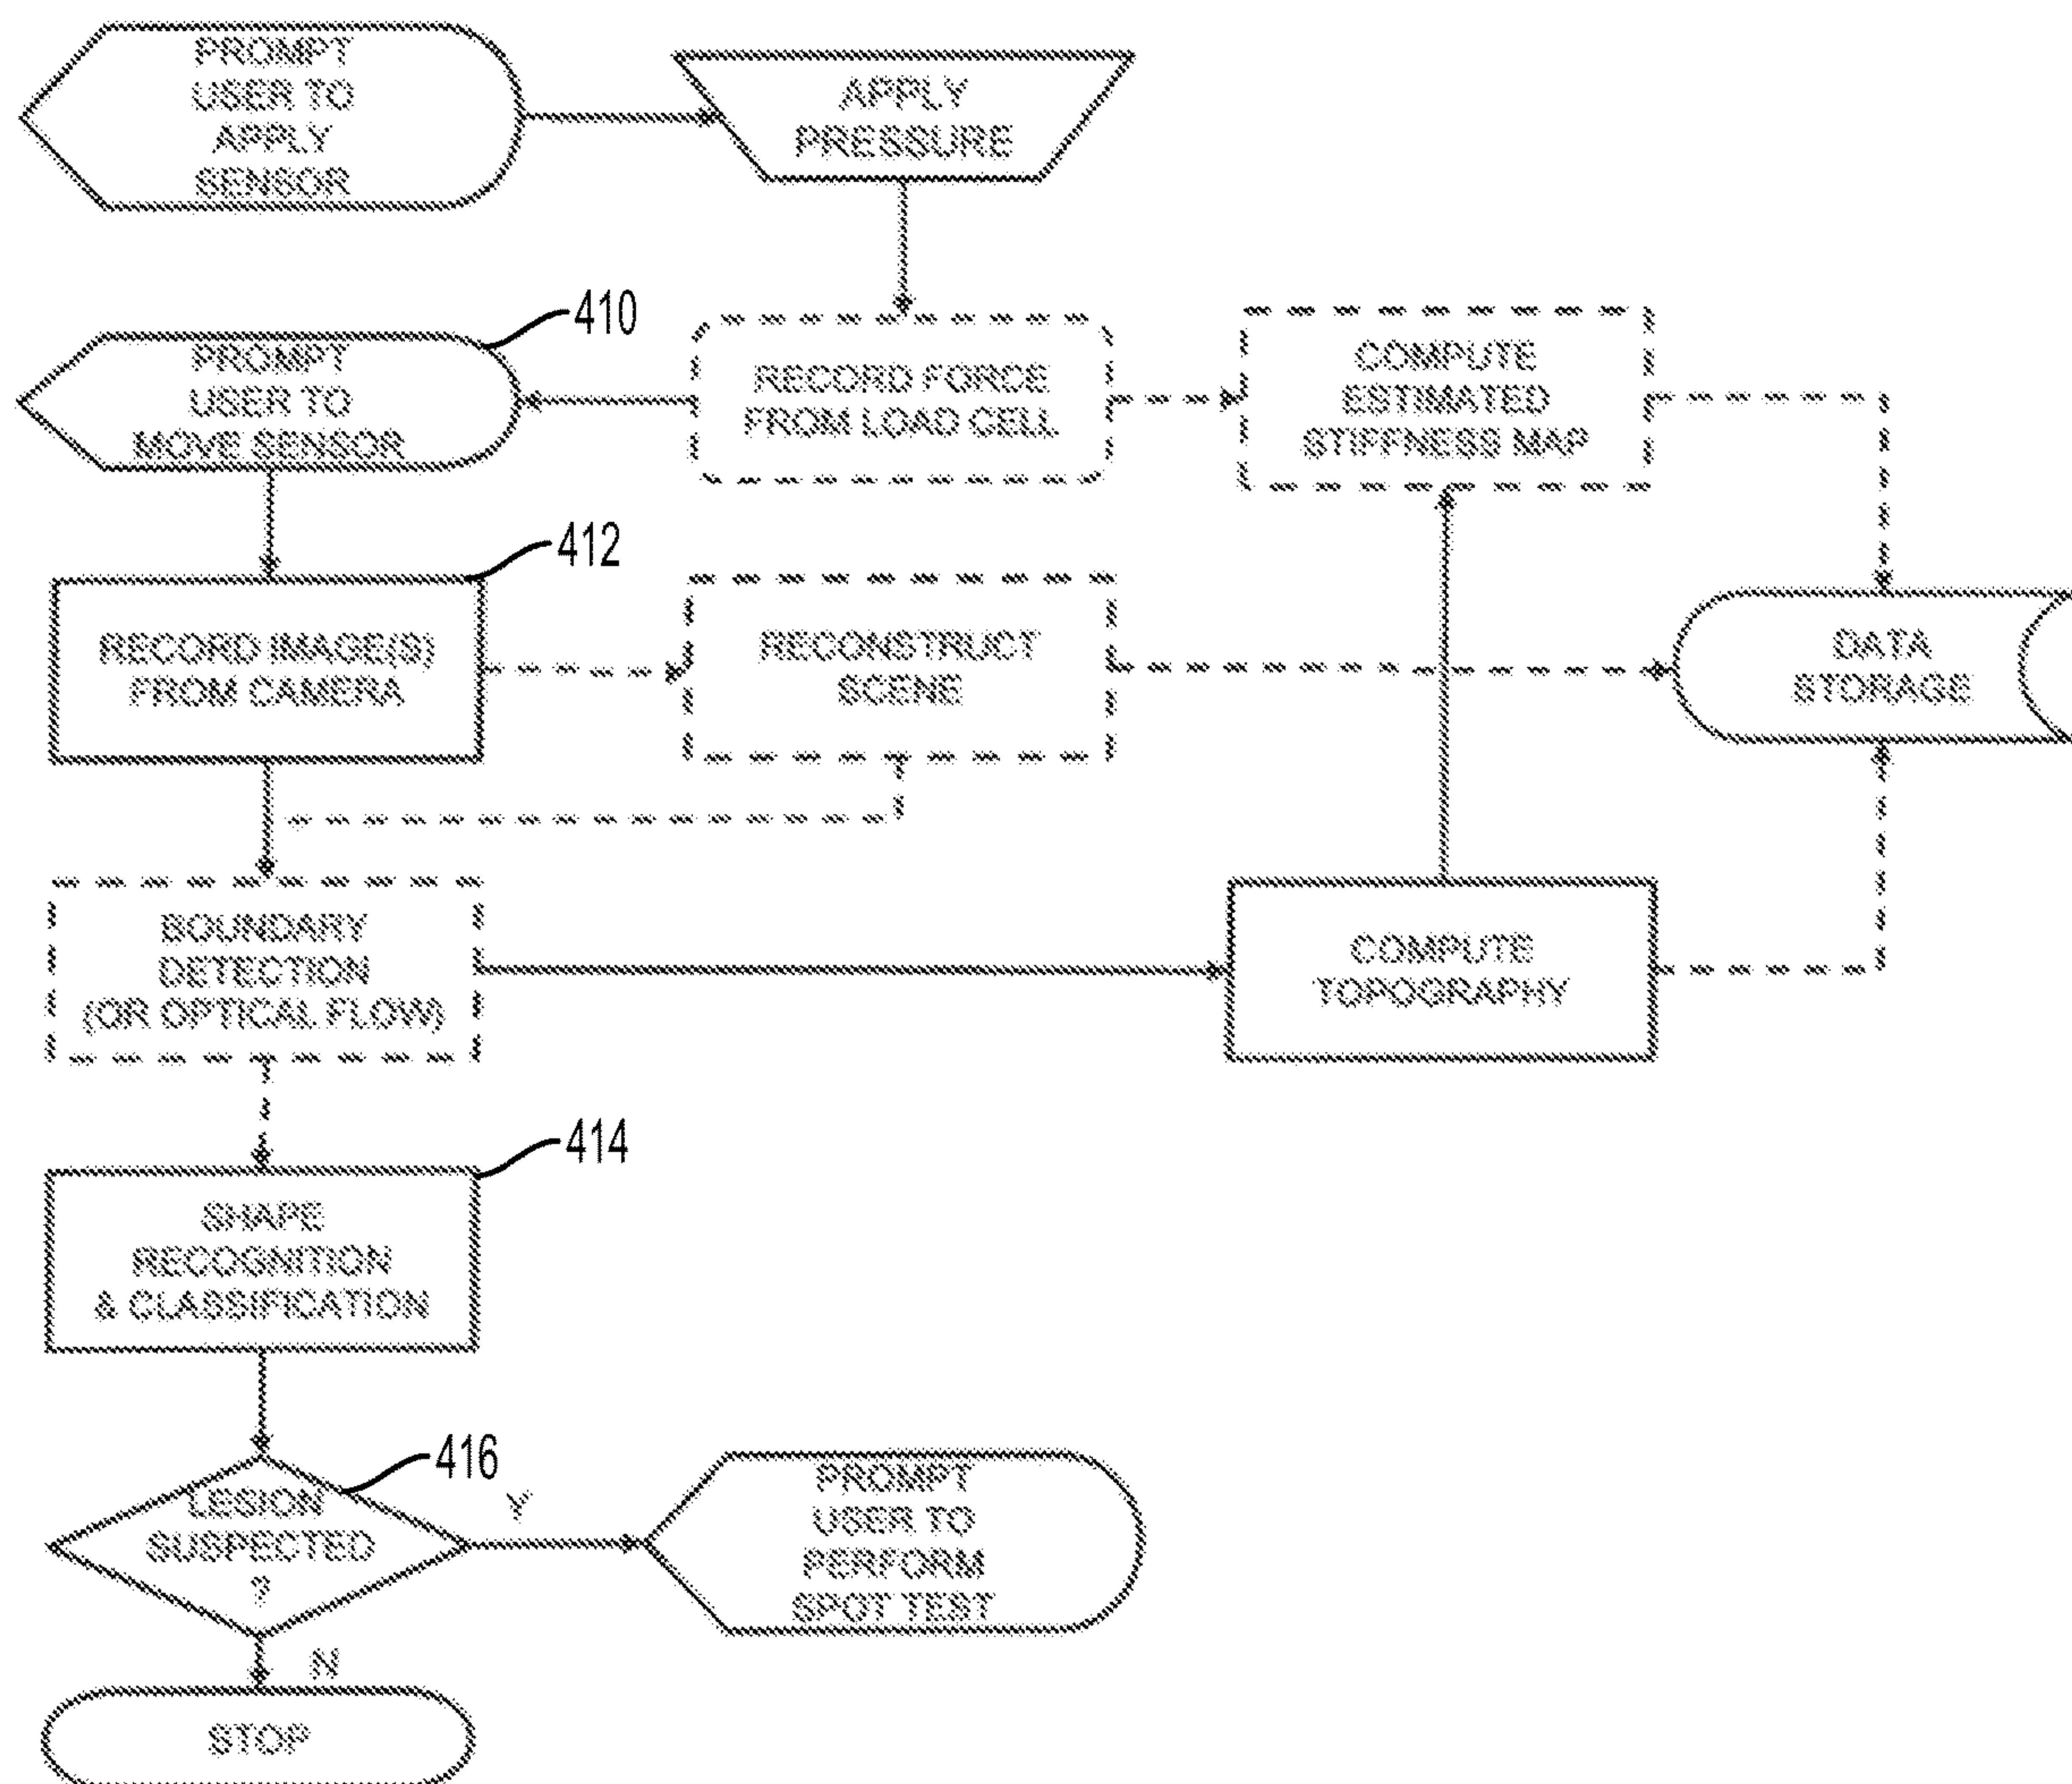 PROMPT
USER TO
APPLY
SENSOR
APPLY
PRESSURE
410
PROMPT
USER TO
MOVE SENSOR
RECORD FORCE
FROM LOAD CELL
COMPUTE
ESTIMATED
STIFFNESS MAP
412
RECORD IMAGE(S)
FROM CAMERA
RECONSTRUCT
SCENE
DATA
STORAGE
BOUNDARY
DETECTION
(OR OPTICAL FLOW)
COMPUTE
TOPOGRAPHY
414
SHAPE
RECOGNITION
& CLASSIFICATION
416
LESION
SUSPECTED
?
Y
PROMPT
USER TO
PERFORM
SPOT TEST
N
STOP